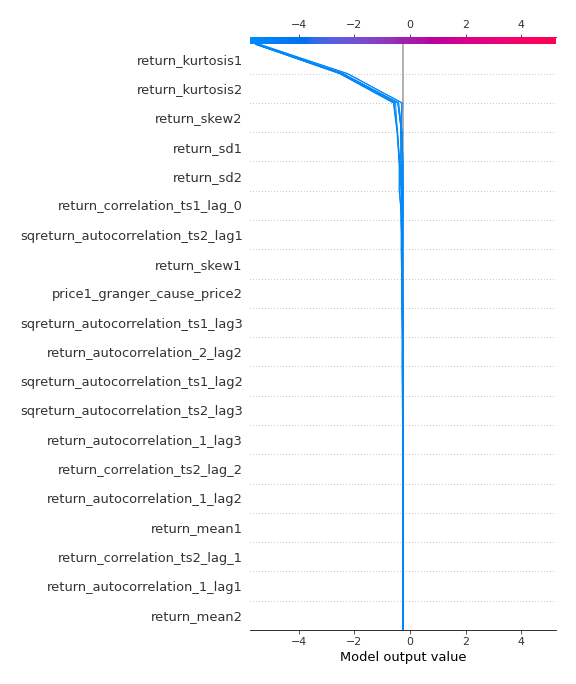 −4 −2 0 2 4
return_kurtosis1
return_kurtosis2
return_skew2
return_sd1
return_sd2
return_correlation_ts1_lag_0
sqreturn_autocorrelation_ts2_lag1
return_skew1
price1_granger_cause_price2
sqreturn_autocorrelation_ts1_lag3
return_autocorrelation_2_lag2
sqreturn_autocorrelation_ts1_lag2
sqreturn_autocorrelation_ts2_lag3
return_autocorrelation_1_lag3
return_correlation_ts2_lag_2
return_autocorrelation_1_lag2
return_mean1
return_correlation_ts2_lag_1
return_autocorrelation_1_lag1
return_mean2
−4 −2 0 2 4
Model output value